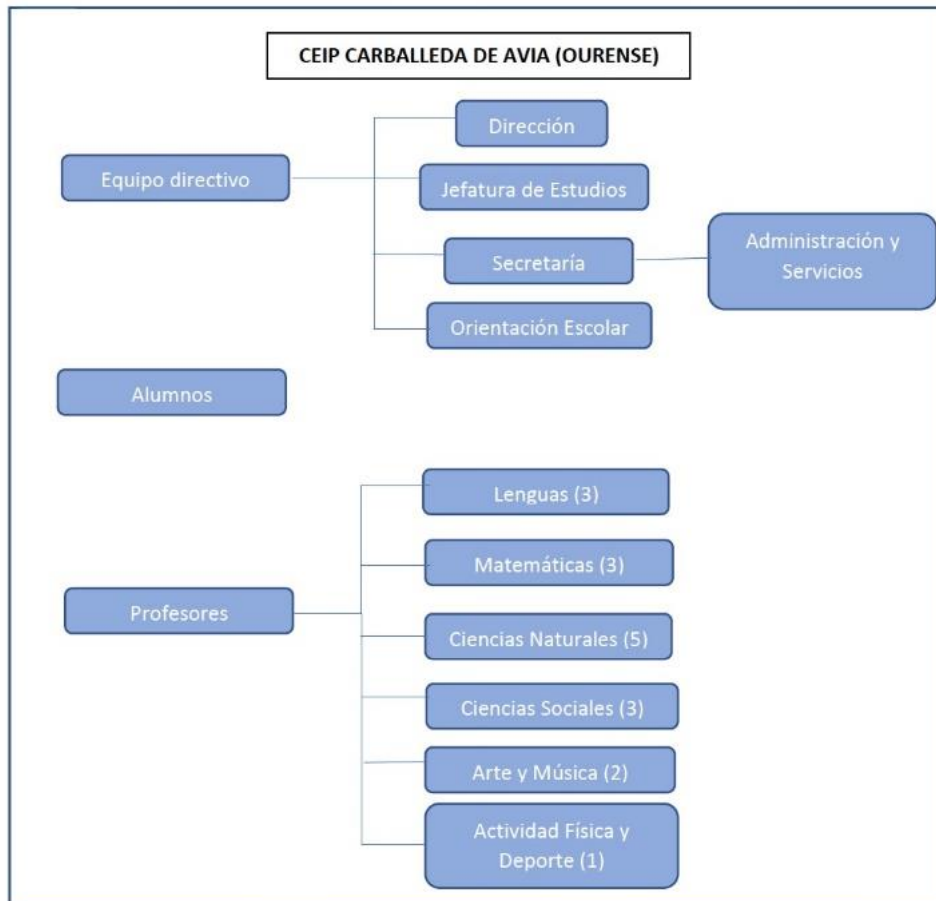 CEIP CARBALLEDA DE AVIA (OURENSE)
Dirección
Equipo directivo
Jefatura de Estudios
Secretaría
Administración y
Servicios
Orientación Escolar
Alumnos
Lenguas (3)
Matemáticas (3)
Profesores
Ciencias Naturales (5)
Ciencias Sociales (3)
Arte y Música (2)
Actividad Física y
Deporte (1)